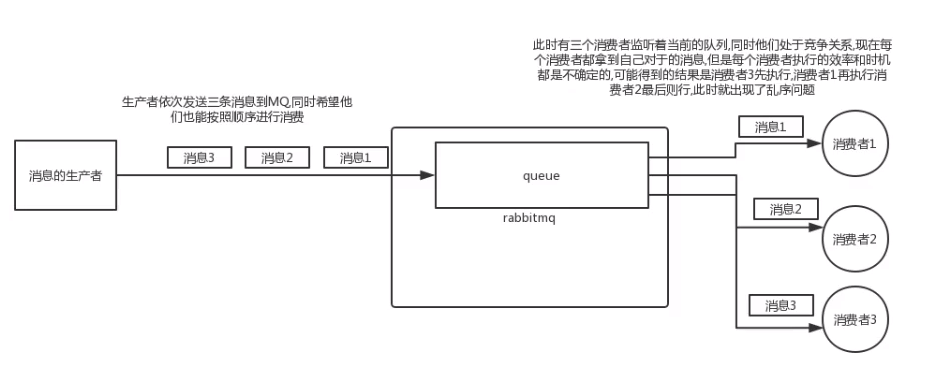 此时有三个消费者监听着当前的队列,同时他们处于竞争关系,现在每
个消费者都拿到自己对于的消息,但是每个消费者执行的效率和时机
都是不确定的,可能得到的结果是消费者3先执行,消费者1再执行消
费者2最后则行,此时就出现了乱序问题
生产者依次发送三条消息到MQ,同时希望他
们也能按照顺序进行消费
消息的生产者
消息3
消息2
消息1
queue
rabbitmq
消息1
消费者1
消息2
消费者2
消息3
消费者3